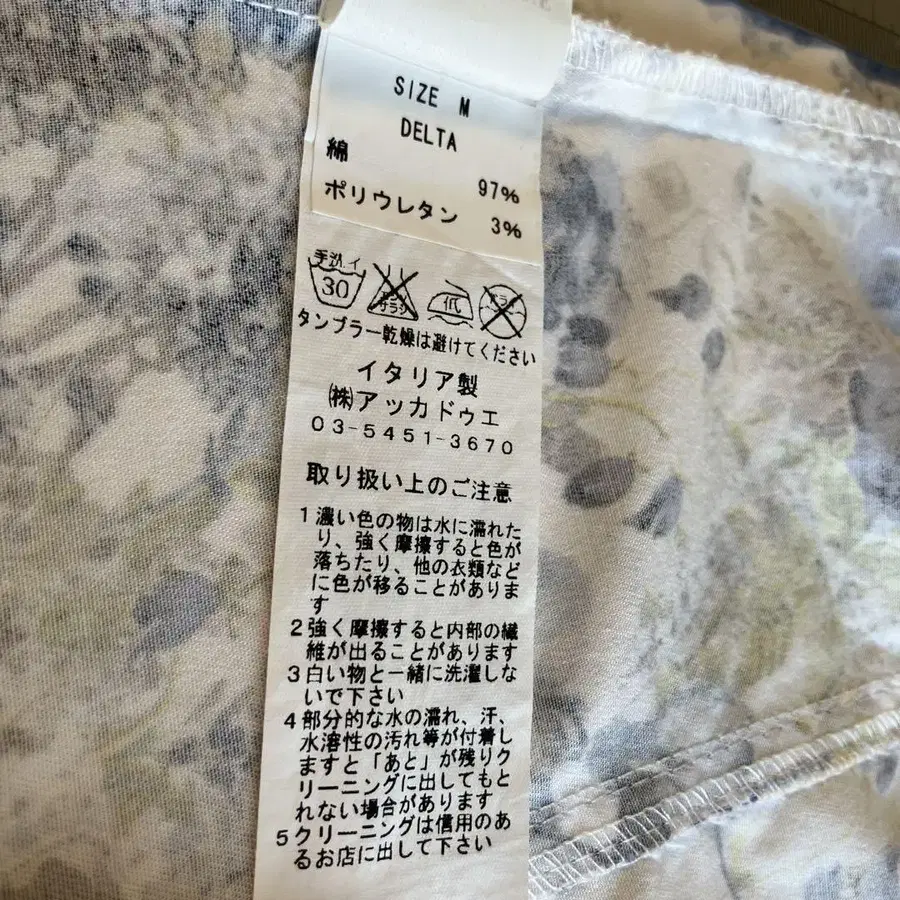 SIZE M
DELTA
綿 97%
ポリウレタン 3%
手洗イ
30
低
タンブラー乾燥は避けてください
イタリア製
㈱アッカドゥエ
03-5451-3670
取り扱い上のご注意
1 濃い色の物は水に濡れた
り、強く摩擦すると色が
落ちたり、他の衣類など
に色が移ることがありま
す
2 強く摩擦すると内部の繊
維が出ることがあります
3 白い物と一緒に洗濯しな
いで下さい
4 部分的な水の濡れ、汗、
水溶性の汚れ等が付着し
ますと「あと」が残りク
リーニングに出してもと
れない場合があります
5 クリーニングは信用のあ
るお店に出して下さい